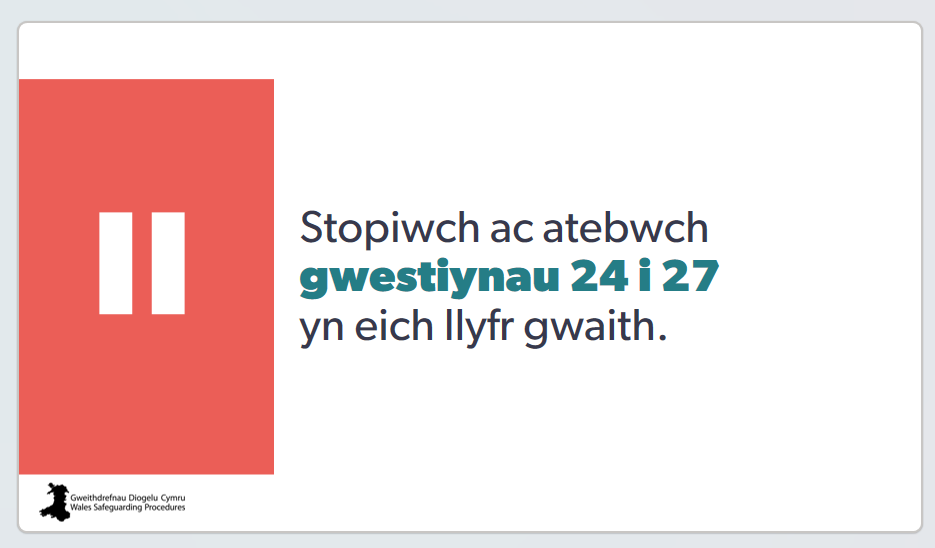 Stopiwch ac atebwch
gwestiynau 24 i 27
yn eich llyfr gwaith.
Gweithdrefnau Diogelu Cymru
Wales Safeguarding Procedures